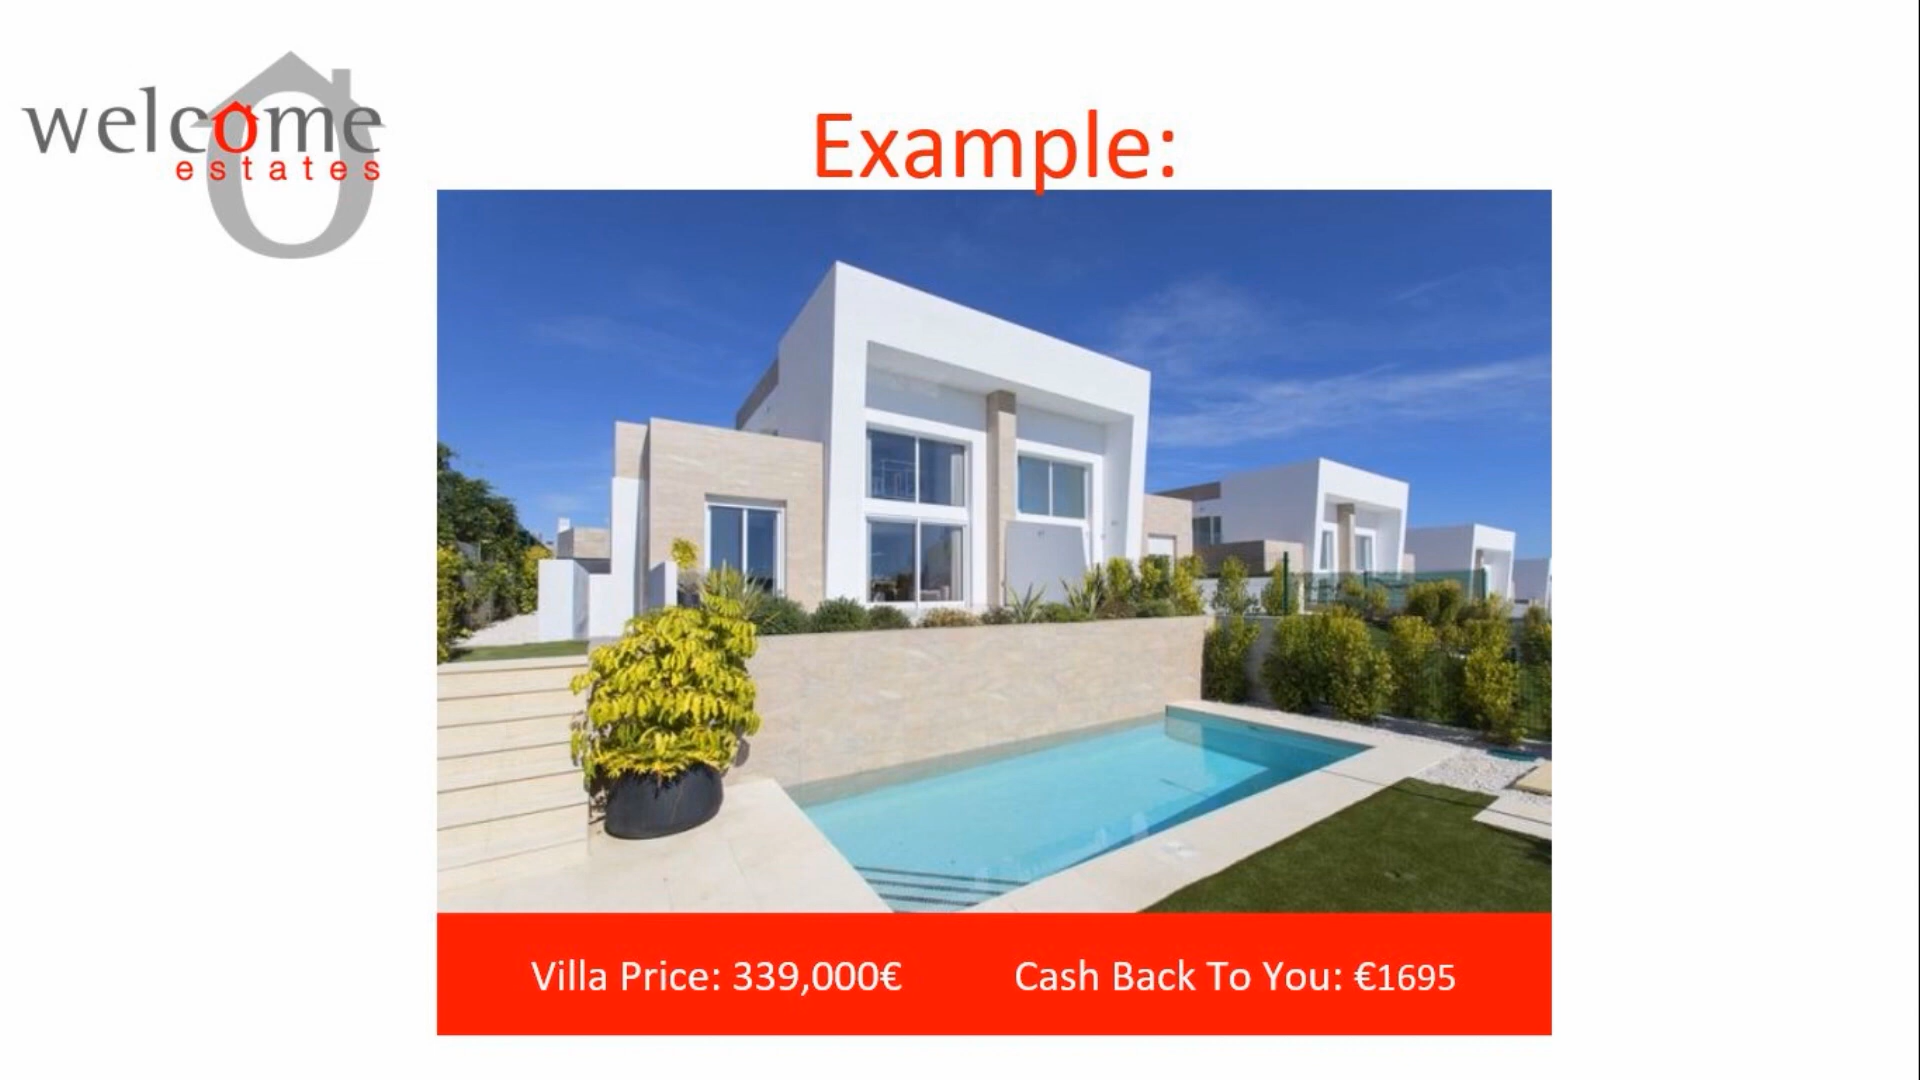 welcome
estates
Example:
Villa Price: 339,000€
Cash Back To You: €1695